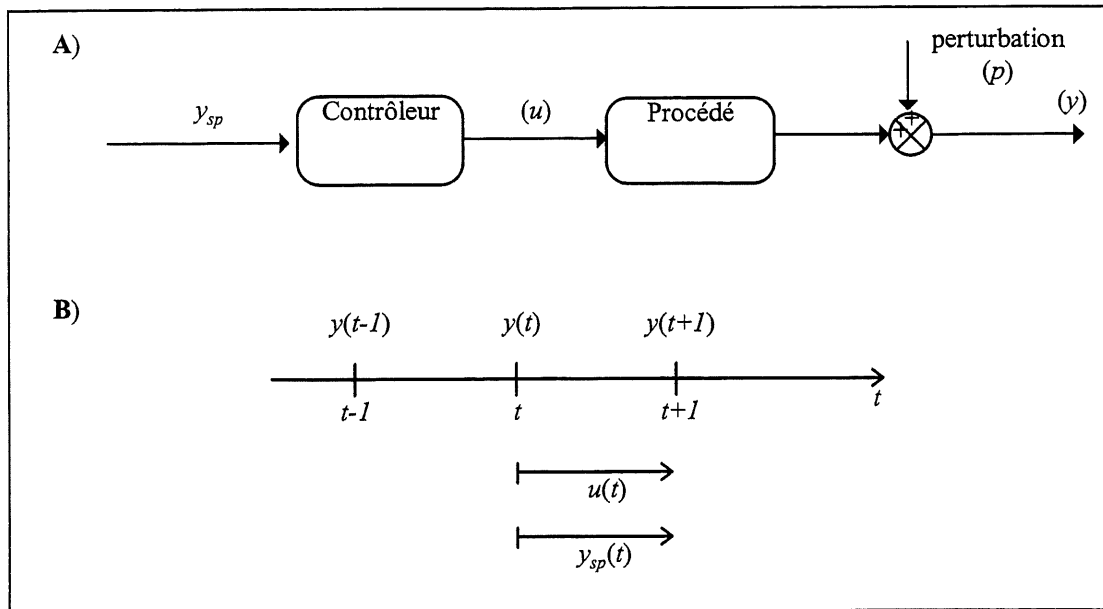 A)
perturbation
(p)
y_sp
Contrôleur
(u)
Procédé
(y)
+
+
B)
y(t-1) y(t) y(t+1)
t-1 t t+1 t
u(t)
y_sp(t)